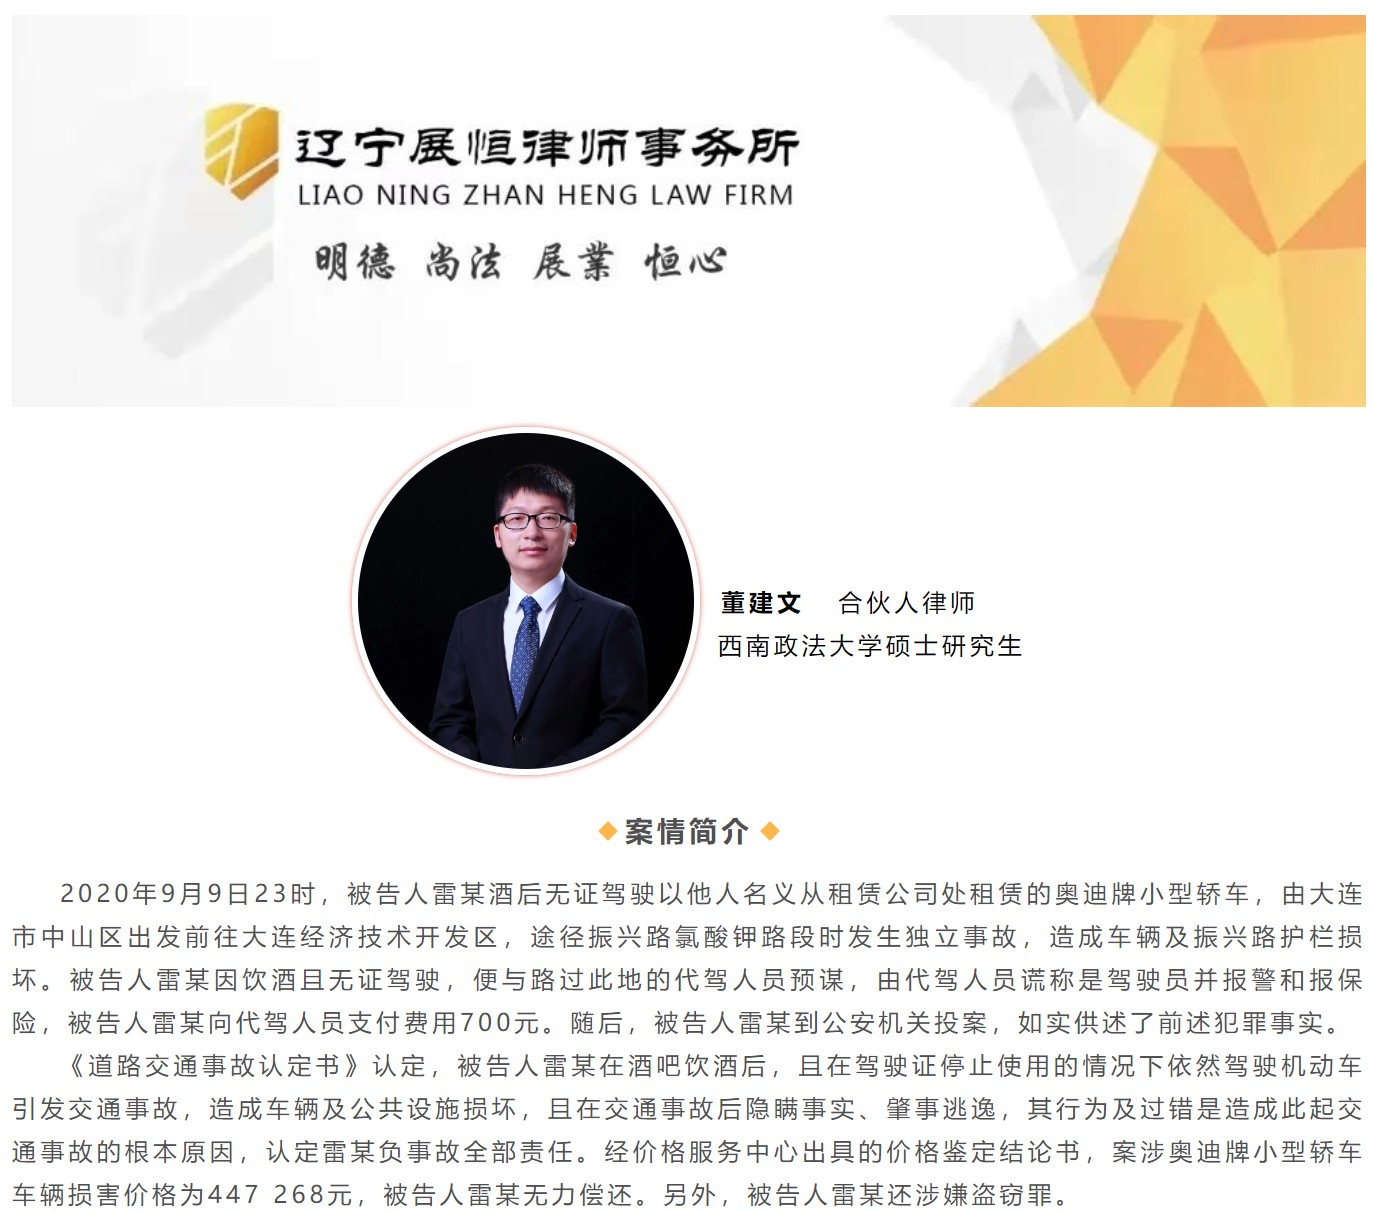 辽宁展恒律师事务所
LIAO NING ZHAN HENG LAW FIRM
明德 尚法 展業 恒心
董建文 合伙人律师
西南政法大学硕士研究生
案情简介
2020年9月9日23时，被告人雷某酒后无证驾驶以他人名义从租赁公司处租赁的奥迪牌小型轿车，由大连
市中山区出发前往大连经济技术开发区，途径振兴路氯酸钾路段时发生独立事故，造成车辆及振兴路护栏损
坏。被告人雷某因饮酒且无证驾驶，便与路过此地的代驾人员预谋，由代驾人员谎称是驾驶员并报警和报保
险，被告人雷某向代驾人员支付费用700元。随后，被告人雷某到公安机关投案，如实供述了前述犯罪事实。
《道路交通事故认定书》认定，被告人雷某在酒吧饮酒后，且在驾驶证停止使用的情况下依然驾驶机动车
引发交通事故，造成车辆及公共设施损坏，且在交通事故后隐瞒事实、肇事逃逸，其行为及过错是造成此起交
通事故的根本原因，认定雷某负事故全部责任。经价格服务中心出具的价格鉴定结论书，案涉奥迪牌小型轿车
车辆损害价格为447 268元，被告人雷某无力偿还。另外，被告人雷某还涉嫌盗窃罪。